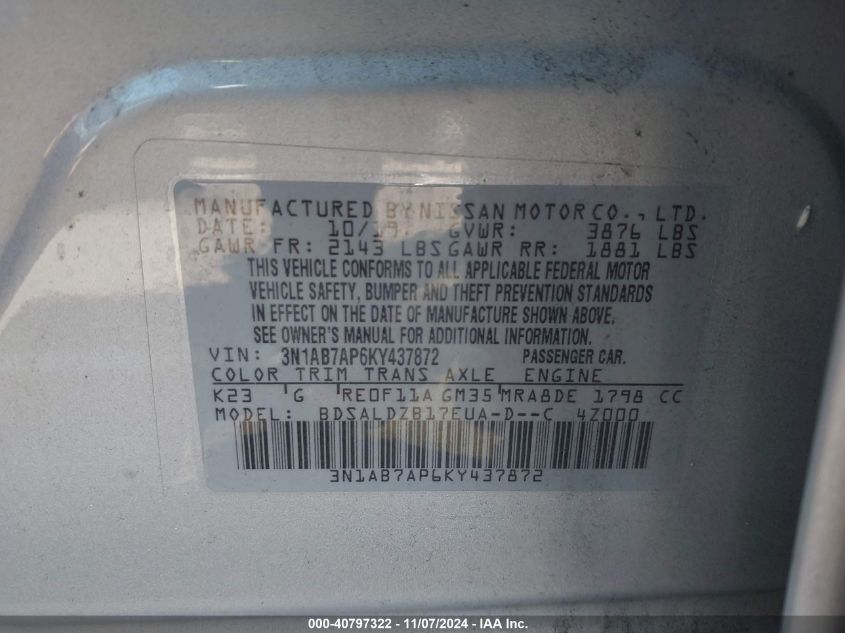 MANUFACTURED BY NISSAN MOTOR CO., LTD.
DATE: 10/19 GVWR: 3876 LBS
GAWR FR: 2143 LBS GAWR RR: 1881 LBS
THIS VEHICLE CONFORMS TO ALL APPLICABLE FEDERAL MOTOR
VEHICLE SAFETY, BUMPER AND THEFT PREVENTION STANDARDS
IN EFFECT ON THE DATE OF MANUFACTURE SHOWN ABOVE.
SEE OWNER'S MANUAL FOR ADDITIONAL INFORMATION.
VIN: 3N1AB7AP6KY437872 PASSENGER CAR.
COLOR TRIM TRANS AXLE ENGINE
K23 G RE0F11A GM35 MRA8DE 1798 CC
MODEL: BDSALDZB17EUA-D--C 4Z000
3N1AB7AP6KY437872
000-40797322 - 11/07/2024 - IAA Inc.